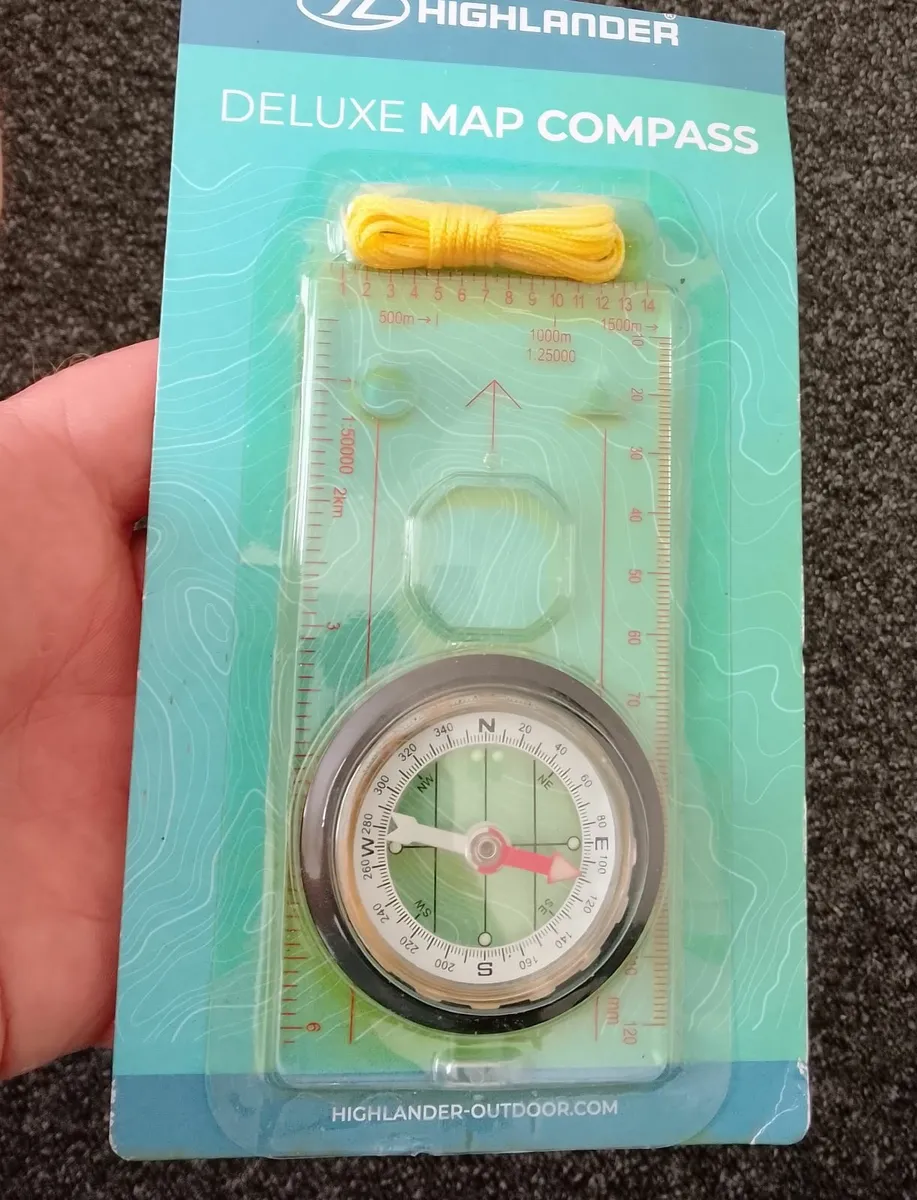 HIGHLANDER®
DELUXE MAP COMPASS
1 2 3 4 5 6 7 8 9 10 11 12 13 14
500m→ 1000m 1500m→
1:25000
10
20
30
40
50
60
70
mm
120
1:50000 2km
3
6
N 20 40 60 80 E 100 120 140 160 S 200 220 240 260 W 280 300 320 340
NW NE
SW SE
HIGHLANDER-OUTDOOR.COM